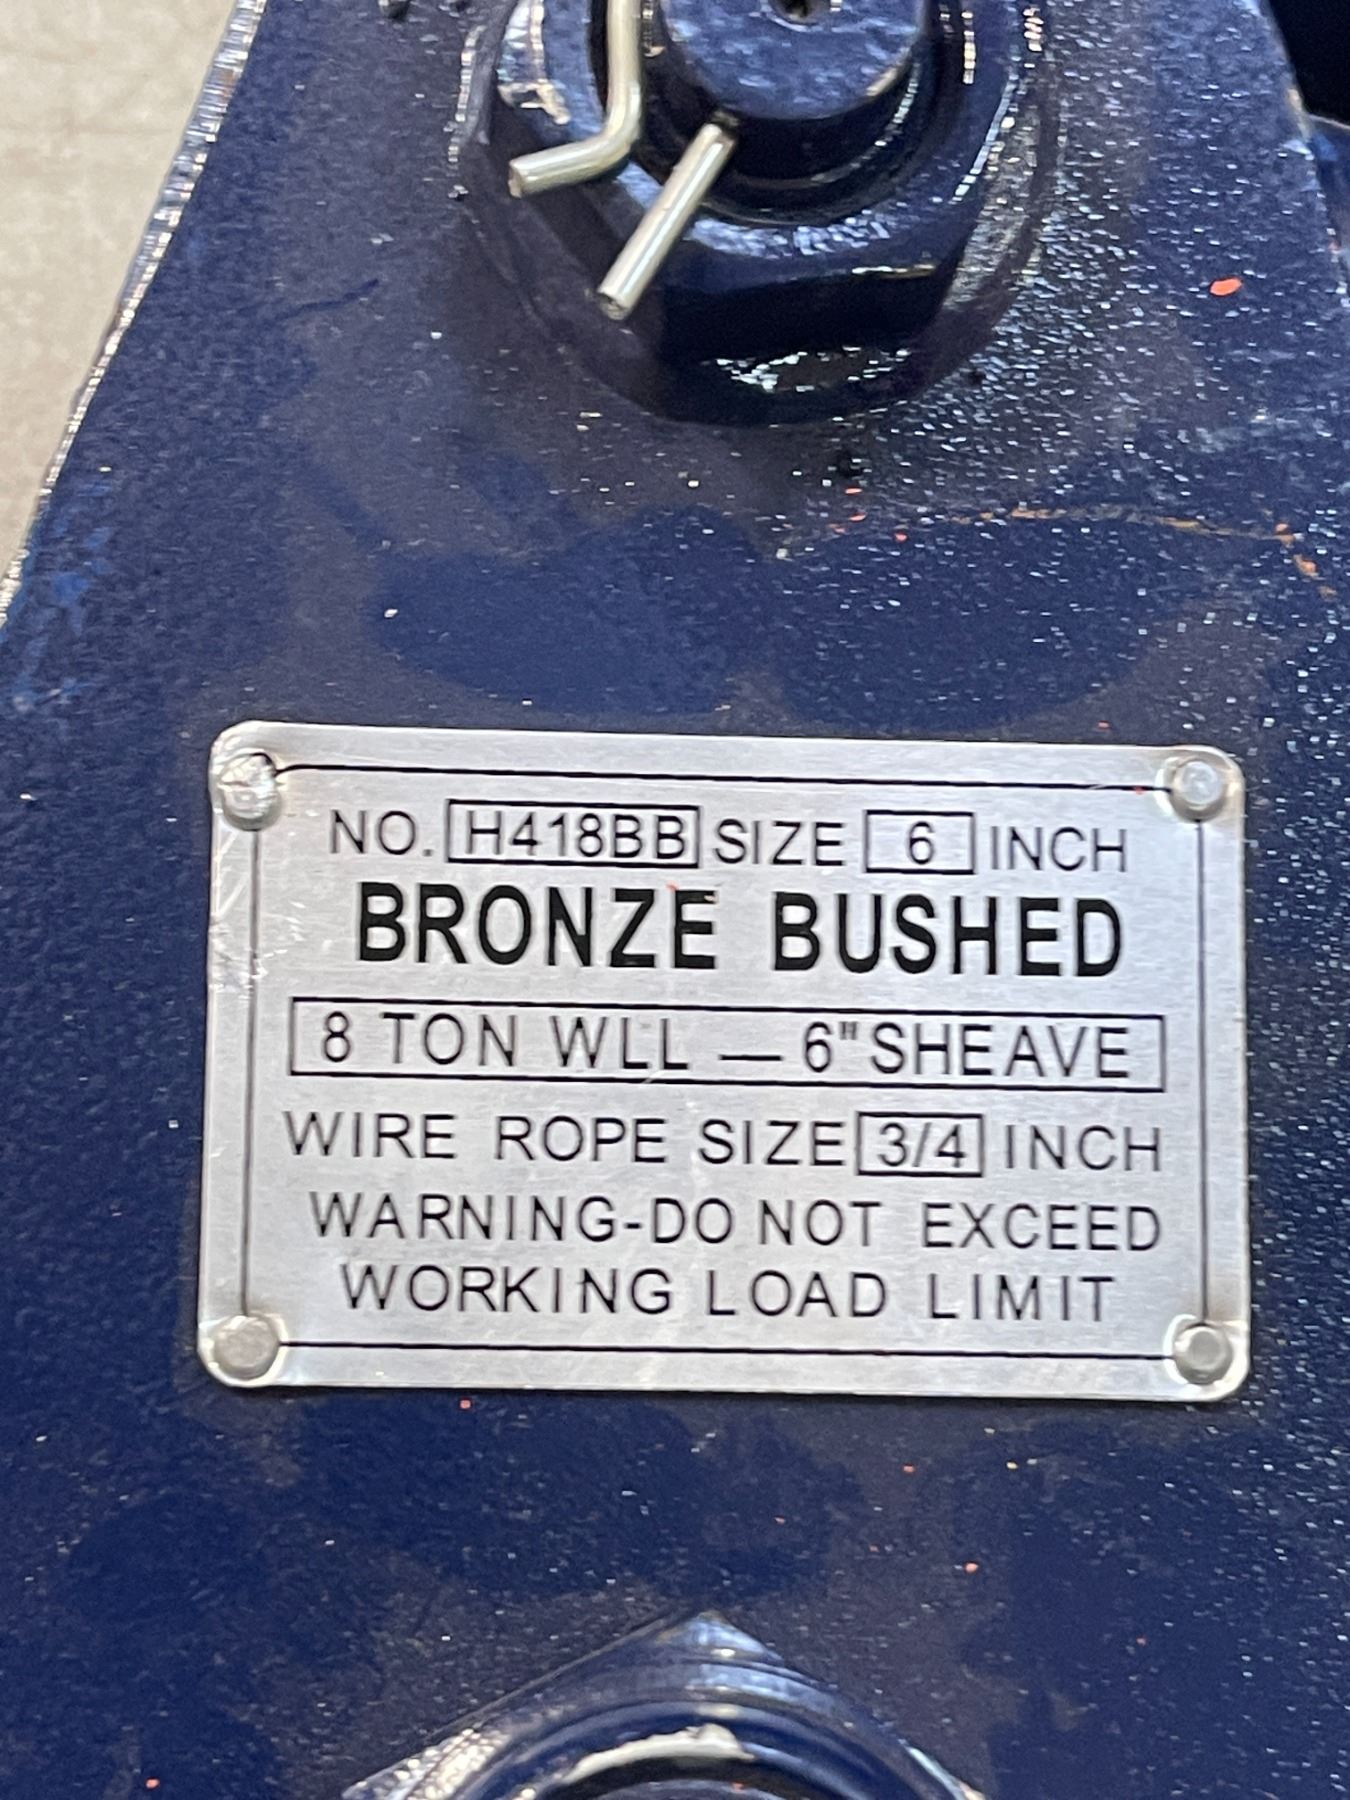 NO. H418BB SIZE 6 INCH
BRONZE BUSHED
8 TON WLL — 6" SHEAVE
WIRE ROPE SIZE 3/4 INCH
WARNING-DO NOT EXCEED
WORKING LOAD LIMIT